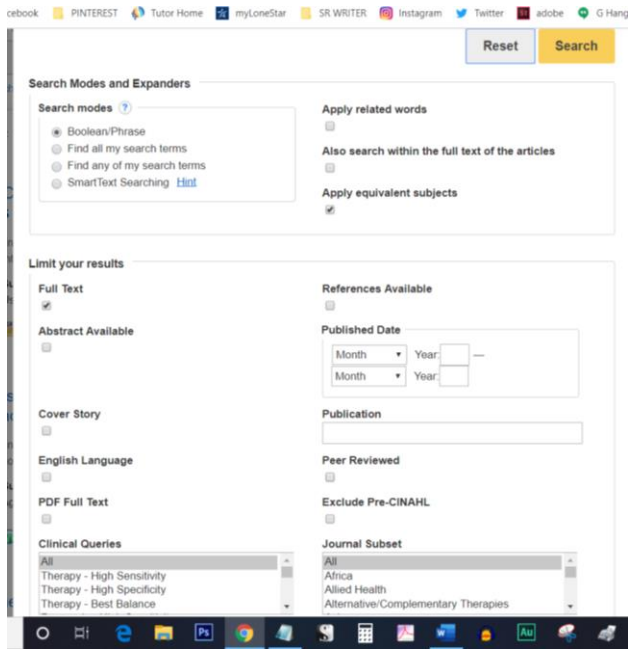 cebook PINTEREST Tutor Home myLoneStar SR WRITER Instagram Twitter St adobe G Hang
Reset Search
Search Modes and Expanders
Search modes ?
Boolean/Phrase
Find all my search terms
Find any of my search terms
SmartText Searching Hint
Apply related words
Also search within the full text of the articles
Apply equivalent subjects
Limit your results
Full Text
References Available
Abstract Available
Published Date
Month Year: —
Month Year:
Cover Story
Publication
English Language
Peer Reviewed
PDF Full Text
Exclude Pre-CINAHL
Clinical Queries
All
Therapy - High Sensitivity
Therapy - High Specificity
Therapy - Best Balance
Journal Subset
All
Africa
Allied Health
Alternative/Complementary Therapies
Ps Au